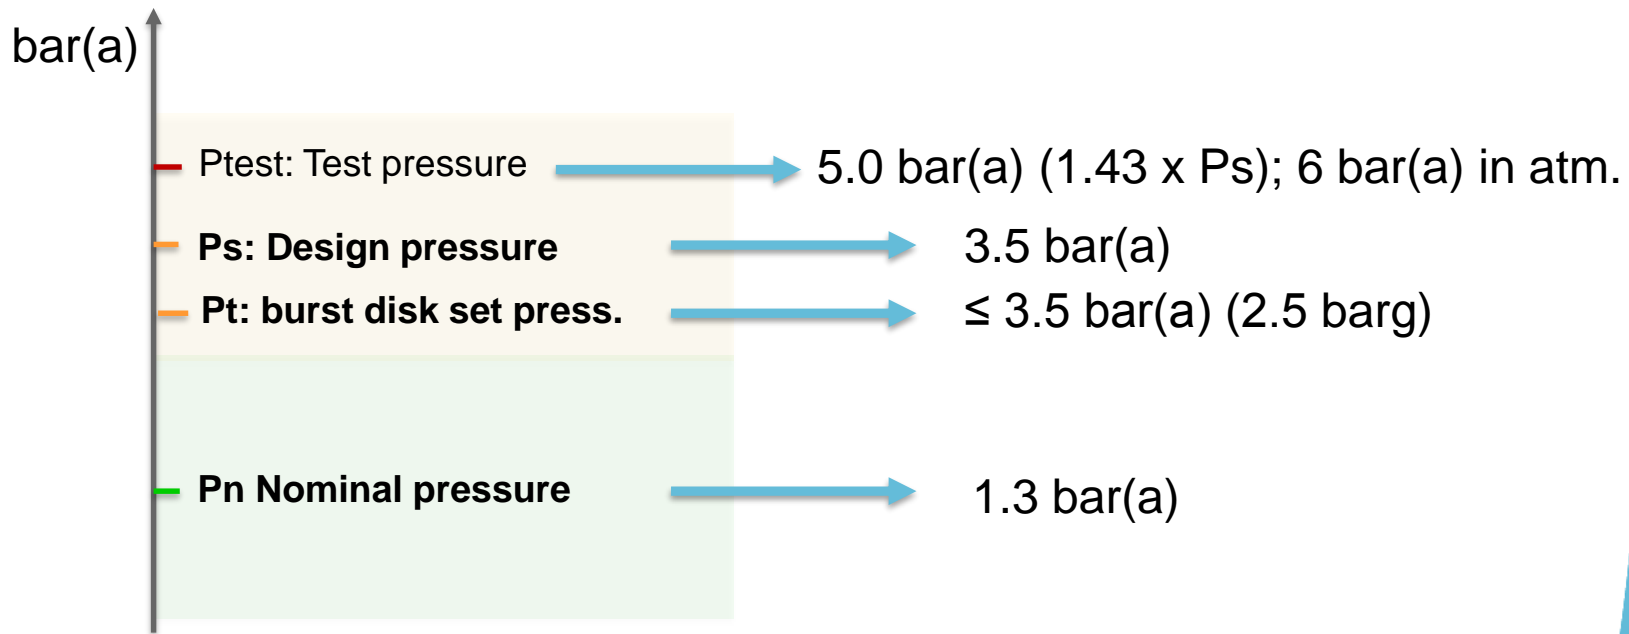 bar(a)
Ptest: Test pressure 5.0 bar(a) (1.43 x Ps); 6 bar(a) in atm.
Ps: Design pressure 3.5 bar(a)
Pt: burst disk set press. ≤ 3.5 bar(a) (2.5 barg)
Pn Nominal pressure 1.3 bar(a)